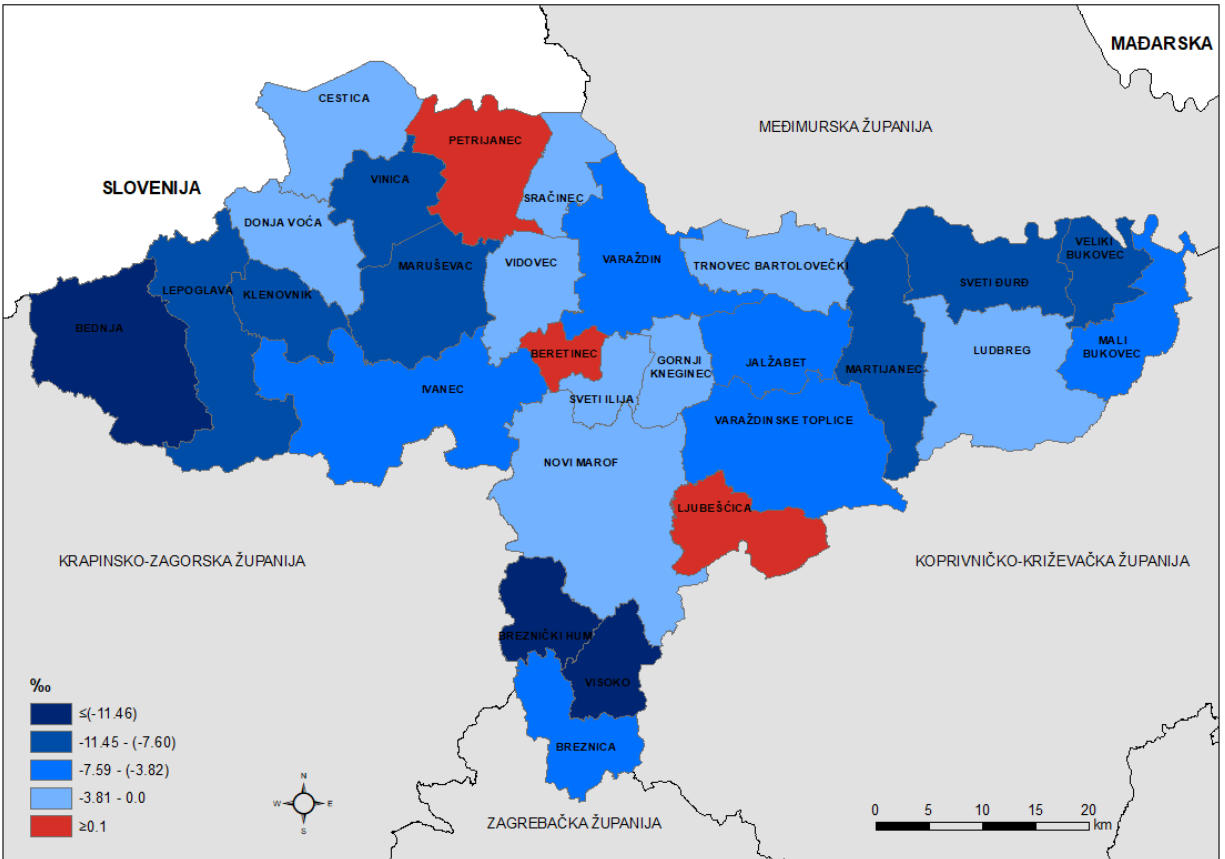 MAĐARSKA
CESTICA
MEĐIMURSKA ŽUPANIJA
PETRIJANEC
VINICA
SLOVENIJA
SRAČINEC
DONJA VOĆA
VELIKI
BUKOVEC
VARAŽDIN
VIDOVEC
TRNOVEC BARTOLOVEČKI
MARUŠEVAC
SVETI ĐURĐ
LEPOGLAVA
KLENOVNIK
BEDNJA
MALI
BUKOVEC
LUDBREG
BERETINEC
GORNJI
KNEGINEC
JALŽABET
MARTIJANEC
IVANEC
SVETI ILIJA
VARAŽDINSKE TOPLICE
NOVI MAROF
LJUBEŠĆICA
KRAPINSKO-ZAGORSKA ŽUPANIJA
KOPRIVNIČKO-KRIŽEVAČKA ŽUPANIJA
BREZNIČKI HUM
VISOKO
BREZNICA
‰
≤(-11.46)
-11.45 - (-7.60)
-7.59 - (-3.82)
-3.81 - 0.0
≥0.1
N
W E
S
ZAGREBAČKA ŽUPANIJA
0 5 10 15 20
km